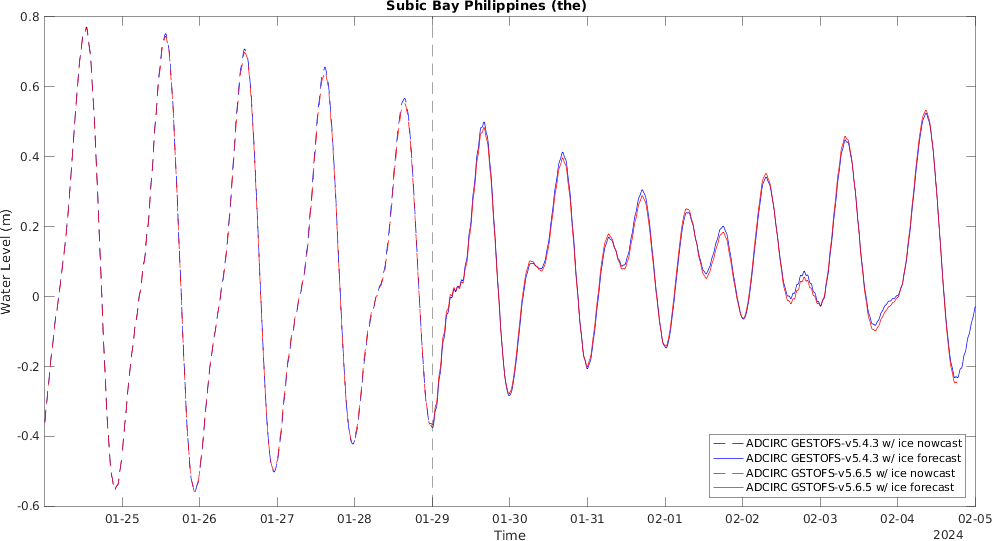 Subic Bay Philippines (the)
0.8
0.6
0.4
0.2
0
-0.2
-0.4
-0.6
Water Level (m)
ADCIRC GESTOFS-v5.4.3 w/ ice nowcast
ADCIRC GESTOFS-v5.4.3 w/ ice forecast
ADCIRC GSTOFS-v5.6.5 w/ ice nowcast
ADCIRC GSTOFS-v5.6.5 w/ ice forecast
01-25 01-26 01-27 01-28 01-29 01-30 01-31 02-01 02-02 02-03 02-04 02-05
Time
2024